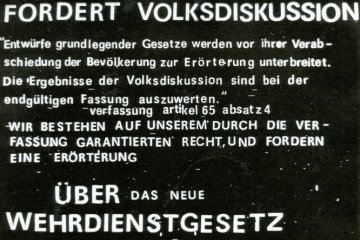 FORDERT VOLKSDISKUSSION
"Entwürfe grundlegender Gesetze werden vor ihrer Verab-
schiedung der Bevölkerung zur Erörterung unterbreitet.
Die Ergebnisse der Volksdiskussion sind bei der
endgültigen Fassung auszuwerten."
verfassung artikel 65 absatz 4
WIR BESTEHEN AUF UNSEREM DURCH DIE VER-
FASSUNG GARANTIERTEN RECHT, UND FORDERN
EINE ERÖRTERUNG
ÜBER DAS NEUE
WEHRDIENSTGESETZ